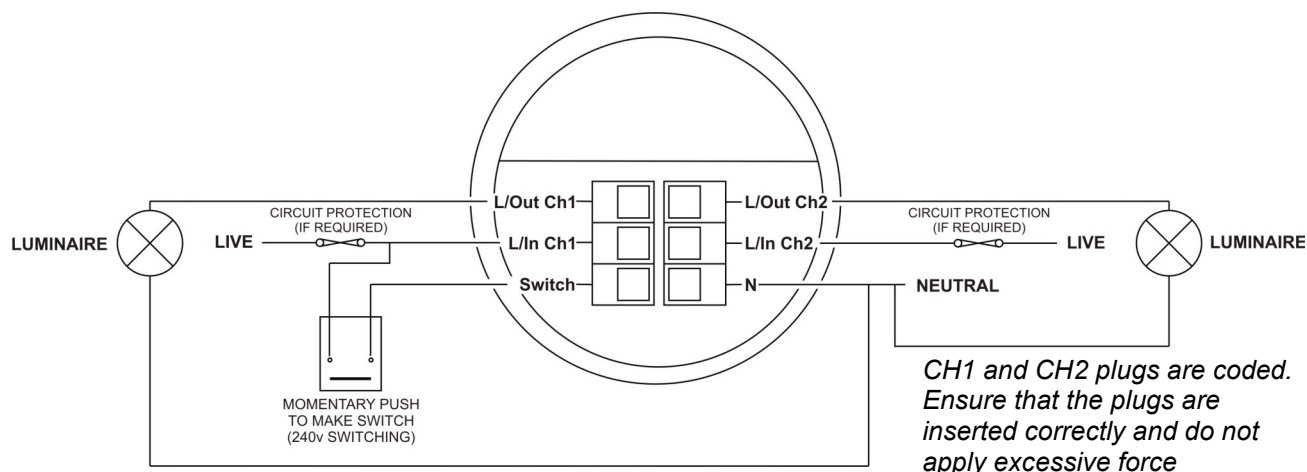 L/Out Ch1
L/Out Ch2
CIRCUIT PROTECTION
(IF REQUIRED)
CIRCUIT PROTECTION
(IF REQUIRED)
LUMINAIRE
LIVE
L/In Ch1
L/In Ch2
LIVE
LUMINAIRE
Switch
N
NEUTRAL
MOMENTARY PUSH
TO MAKE SWITCH
(240v SWITCHING)
CH1 and CH2 plugs are coded.
Ensure that the plugs are
inserted correctly and do not
apply excessive force